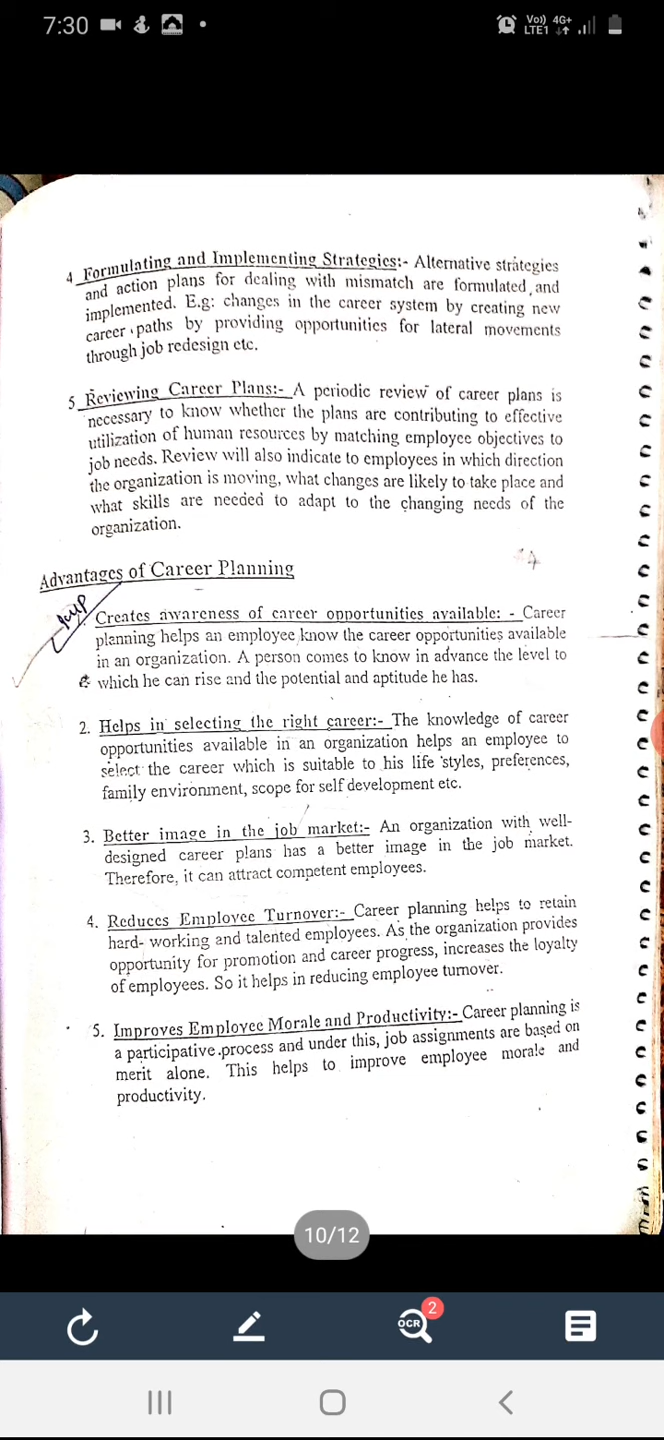 7:30
Vo)) 4G+
LTE1
4 Formulating and Implementing Strategies:- Alternative strategies
and action plans for dealing with mismatch are formulated and
implemented. E.g: changes in the career system by creating new
career paths by providing opportunities for lateral movements
through job redesign etc.
5 Reviewing Career Plans:- A periodic review of career plans is
necessary to know whether the plans are contributing to effective
utilization of human resources by matching employee objectives to
job needs. Review will also indicate to employees in which direction
the organization is moving, what changes are likely to take place and
what skills are needed to adapt to the changing needs of the
organization.
Advantages of Career Planning
Imp
1. Creates awareness of career opportunities available: - Career
planning helps an employee know the career opportunities available
in an organization. A person comes to know in advance the level to
which he can rise and the potential and aptitude he has.
2. Helps in selecting the right career:- The knowledge of career
opportunities available in an organization helps an employee to
select the career which is suitable to his life styles, preferences,
family environment, scope for self development etc.
3. Better image in the job market:- An organization with well-
designed career plans has a better image in the job market.
Therefore, it can attract competent employees.
4. Reduces Employee Turnover:- Career planning helps to retain
hard- working and talented employees. As the organization provides
opportunity for promotion and career progress, increases the loyalty
of employees. So it helps in reducing employee turnover.
5. Improves Employee Morale and Productivity:- Career planning is
a participative process and under this, job assignments are based on
merit alone. This helps to improve employee morale and
productivity.
10/12
OCR 2